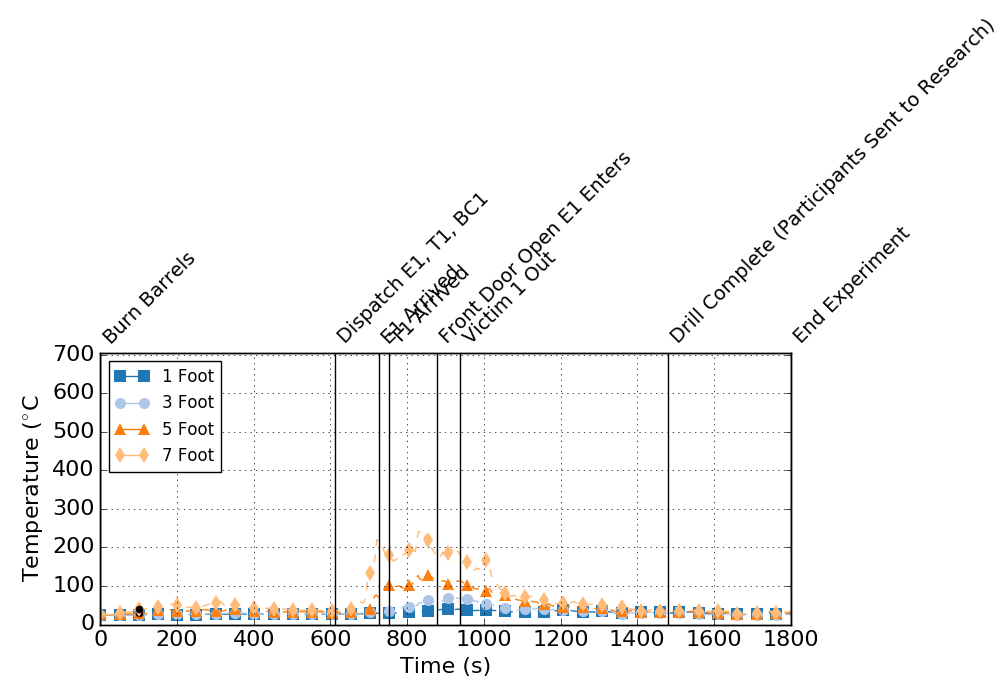 Burn Barrels
Dispatch E1, T1, BC1
E1 Arrived
T1 Arrived
Front Door Open E1 Enters
Victim 1 Out
Drill Complete (Participants Sent to Research)
End Experiment
700
600
500
400
300
200
100
0
Temperature (°C
1 Foot
3 Foot
5 Foot
7 Foot
0 200 400 600 800 1000 1200 1400 1600 1800
Time (s)